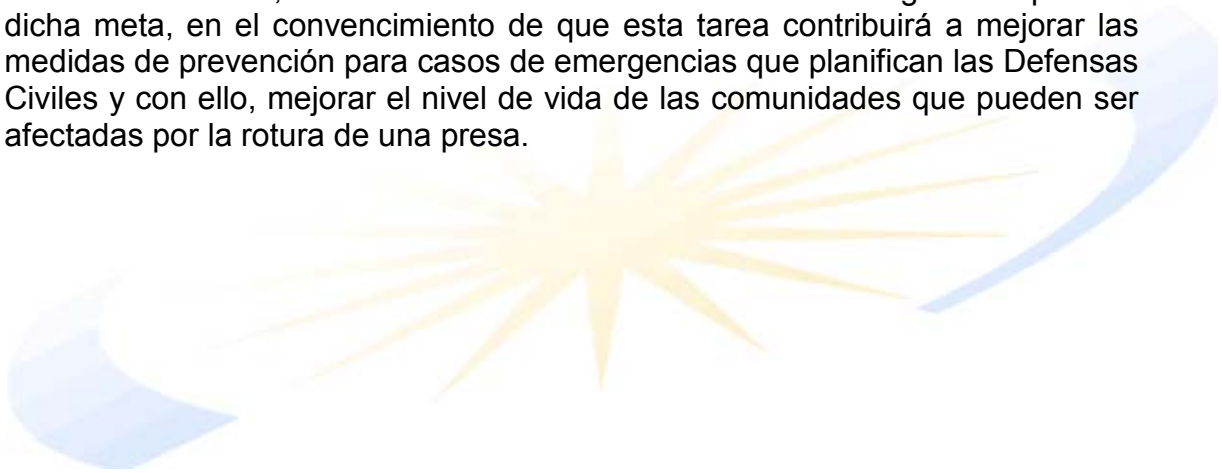 dicha meta, en el convencimiento de que esta tarea contribuirá a mejorar las
medidas de prevención para casos de emergencias que planifican las Defensas
Civiles y con ello, mejorar el nivel de vida de las comunidades que pueden ser
afectadas por la rotura de una presa.